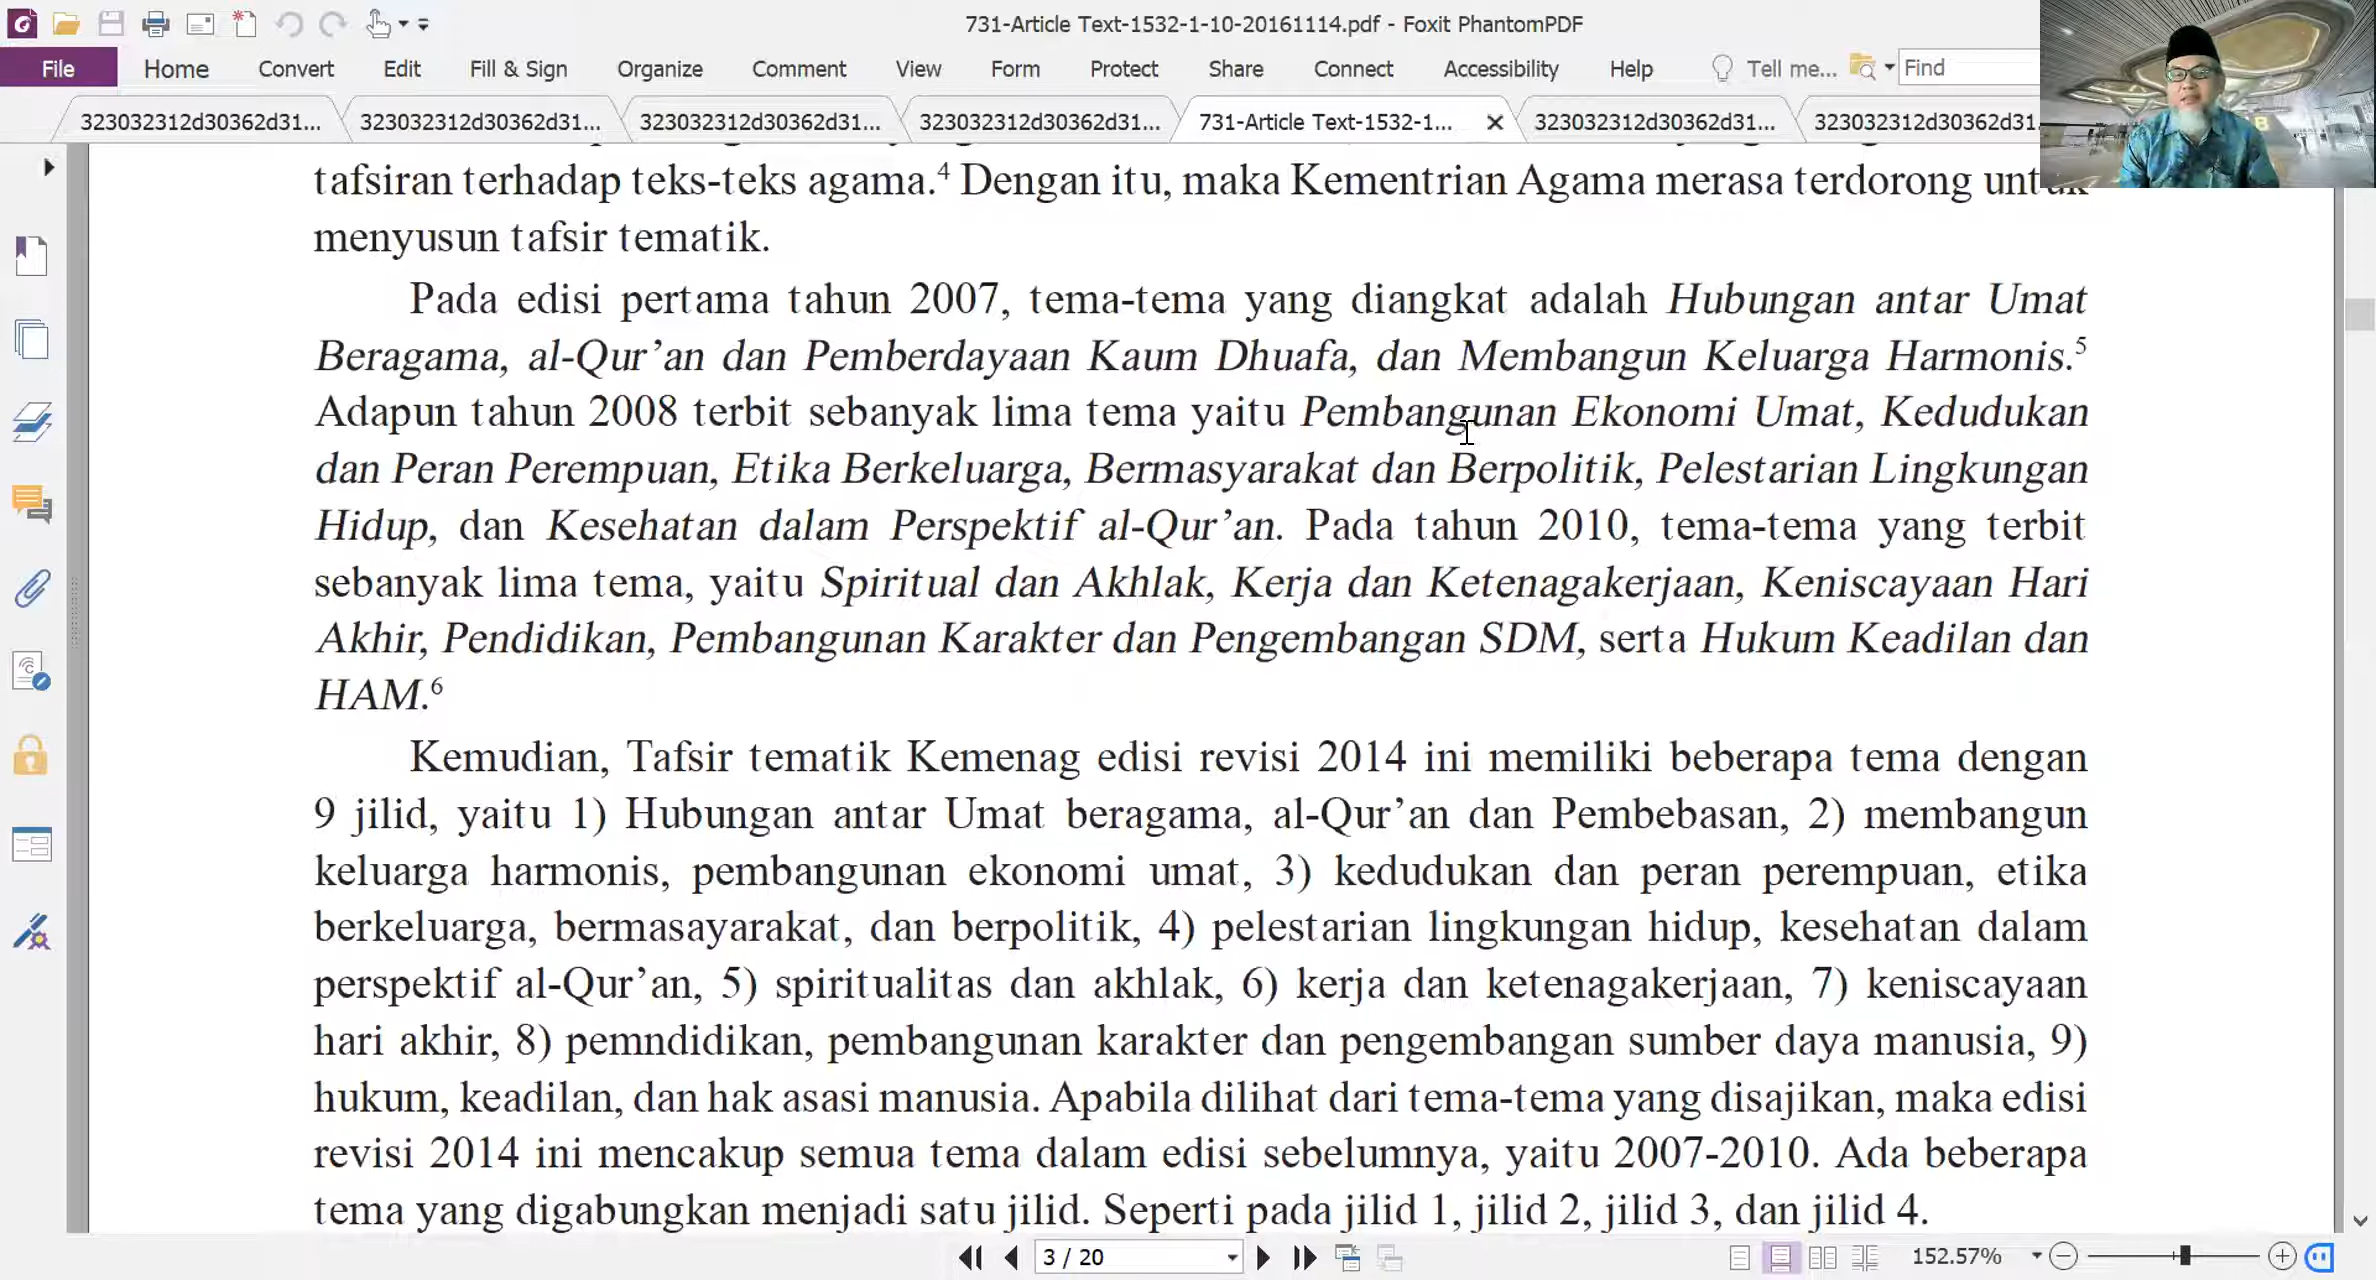 731-Article Text-1532-1-10-20161114.pdf - Foxit PhantomPDF
File Home Convert Edit Fill & Sign Organize Comment View Form Protect Share Connect Accessibility Help Tell me... Find
323032312d30362d31... 323032312d30362d31... 323032312d30362d31... 323032312d30362d31... 731-Article Text-1532-1... 323032312d30362d31... 323032312d30362d31
tafsiran terhadap teks-teks agama.4 Dengan itu, maka Kementrian Agama merasa terdorong untuk
menyusun tafsir tematik.
Pada edisi pertama tahun 2007, tema-tema yang diangkat adalah Hubungan antar Umat
Beragama, al-Qur’an dan Pemberdayaan Kaum Dhuafa, dan Membangun Keluarga Harmonis.5
Adapun tahun 2008 terbit sebanyak lima tema yaitu Pembangunan Ekonomi Umat, Kedudukan
dan Peran Perempuan, Etika Berkeluarga, Bermasyarakat dan Berpolitik, Pelestarian Lingkungan
Hidup, dan Kesehatan dalam Perspektif al-Qur’an. Pada tahun 2010, tema-tema yang terbit
sebanyak lima tema, yaitu Spiritual dan Akhlak, Kerja dan Ketenagakerjaan, Keniscayaan Hari
Akhir, Pendidikan, Pembangunan Karakter dan Pengembangan SDM, serta Hukum Keadilan dan
HAM.6
Kemudian, Tafsir tematik Kemenag edisi revisi 2014 ini memiliki beberapa tema dengan
9 jilid, yaitu 1) Hubungan antar Umat beragama, al-Qur’an dan Pembebasan, 2) membangun
keluarga harmonis, pembangunan ekonomi umat, 3) kedudukan dan peran perempuan, etika
berkeluarga, bermasayarakat, dan berpolitik, 4) pelestarian lingkungan hidup, kesehatan dalam
perspektif al-Qur’an, 5) spiritualitas dan akhlak, 6) kerja dan ketenagakerjaan, 7) keniscayaan
hari akhir, 8) pemndidikan, pembangunan karakter dan pengembangan sumber daya manusia, 9)
hukum, keadilan, dan hak asasi manusia. Apabila dilihat dari tema-tema yang disajikan, maka edisi
revisi 2014 ini mencakup semua tema dalam edisi sebelumnya, yaitu 2007-2010. Ada beberapa
tema yang digabungkan menjadi satu jilid. Seperti pada jilid 1, jilid 2, jilid 3, dan jilid 4.
3 / 20 152.57%